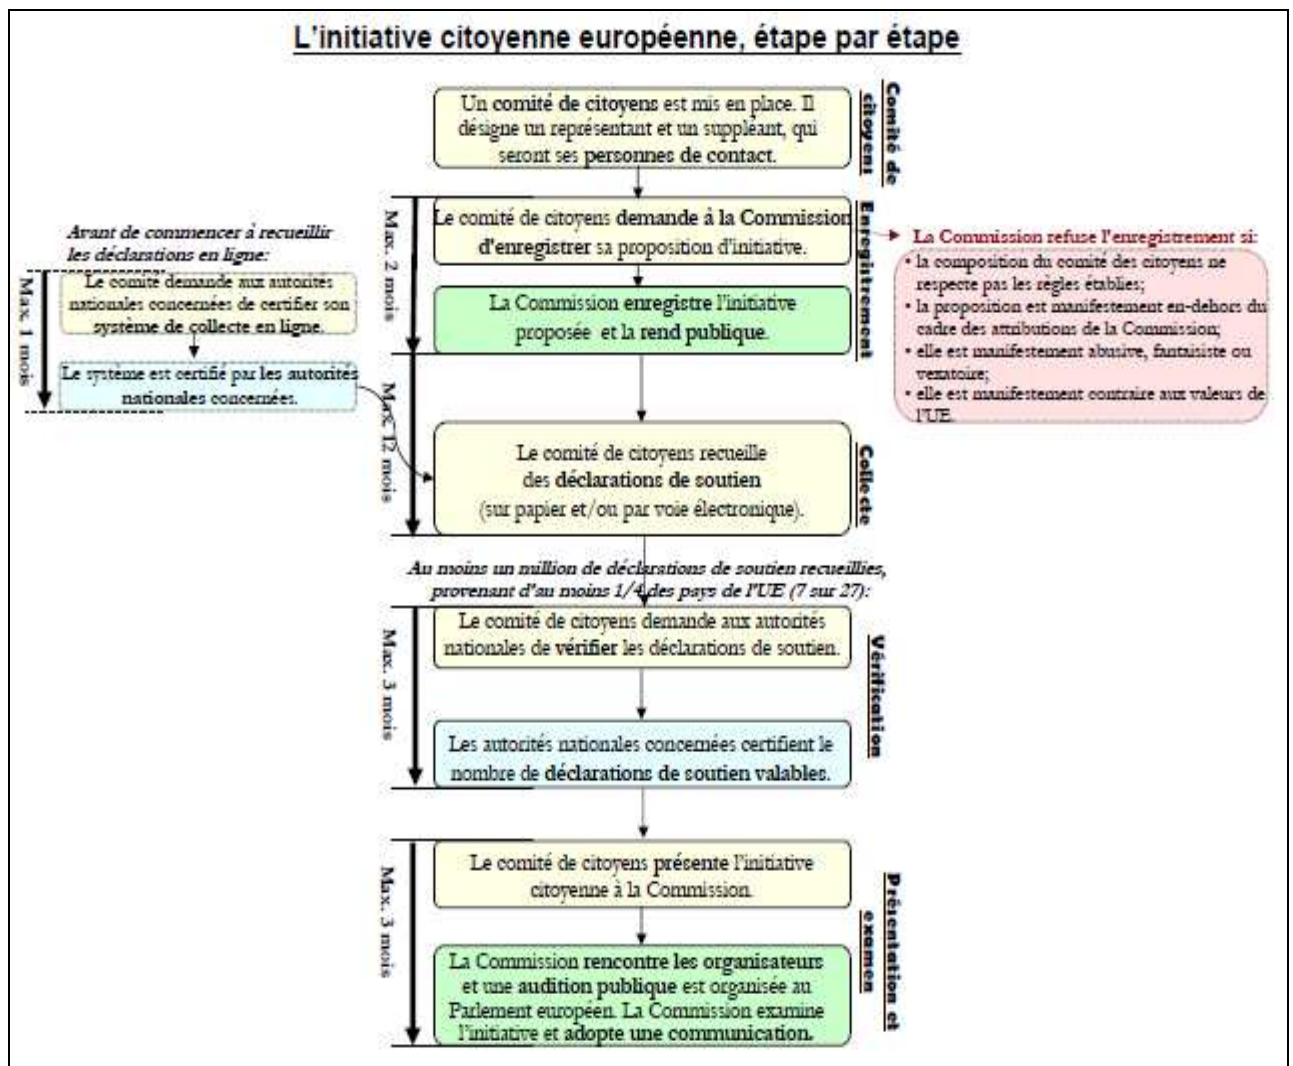 L'initiative citoyenne européenne, étape par étape
Un comité de citoyens est mis en place. Il
désigne un représentant et un suppléant, qui
seront ses personnes de contact.
Comité de
citoyens
Le comité de citoyens demande à la Commission
d'enregistrer sa proposition d'initiative.
La Commission enregistre l'initiative
proposée et la rend publique.
Max. 2 mois
Enregistrement
La Commission refuse l'enregistrement si:
• la composition du comité des citoyens ne
respecte pas les règles établies;
• la proposition est manifestement en-dehors du
cadre des attributions de la Commission;
• elle est manifestement abusive, fantaisiste ou
vexatoire;
• elle est manifestement contraire aux valeurs de
l'UE.
Avant de commencer à recueillir
les déclarations en ligne:
Le comité demande aux autorités
nationales concernées de certifier son
système de collecte en ligne.
Le système est certifié par les autorités
nationales concernées.
Max. 1 mois
Max. 12 mois
Le comité de citoyens recueille
des déclarations de soutien
(sur papier et/ou par voie électronique).
Collecte
Au moins un million de déclarations de soutien recueillies,
provenant d'au moins 1/4 des pays de l'UE (7 sur 27):
Le comité de citoyens demande aux autorités
nationales de vérifier les déclarations de soutien.
Les autorités nationales concernées certifient le
nombre de déclarations de soutien valables.
Max. 3 mois
Vérification
Le comité de citoyens présente l'initiative
citoyenne à la Commission.
La Commission rencontre les organisateurs
et une audition publique est organisée au
Parlement européen. La Commission examine
l'initiative et adopte une communication.
Max. 3 mois
Présentation et
examen